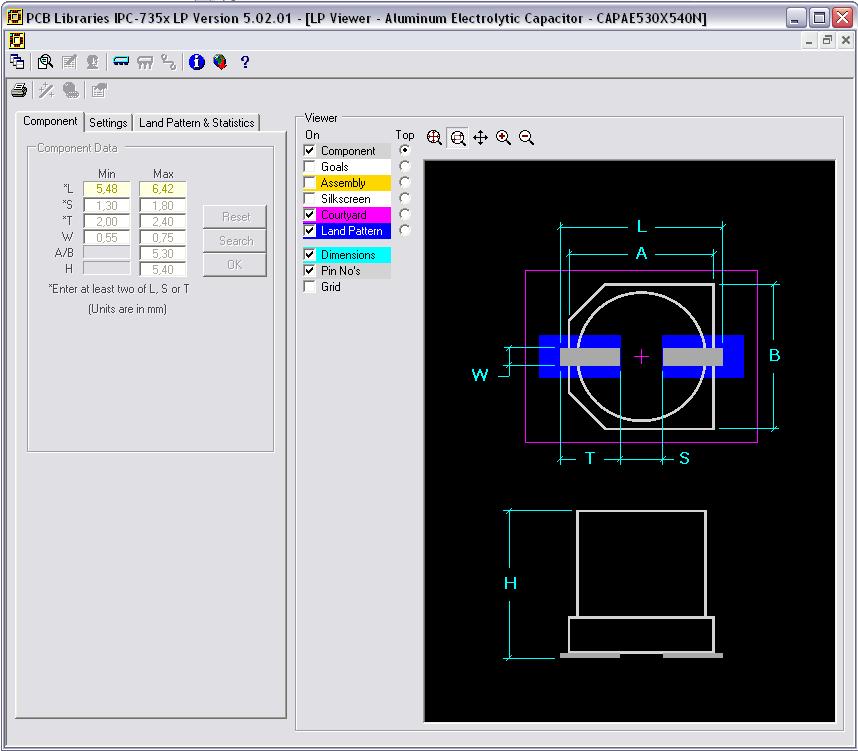 PCB Libraries IPC-735x LP Version 5.02.01 - [LP Viewer - Aluminum Electrolytic Capacitor - CAPAE530X540N]
Component Settings Land Pattern & Statistics
Component Data
Min Max
*L 5,48 6,42
*S 1,30 1,80
*T 2,00 2,40
W 0,55 0,75
A/B 5,30
H 5,40
Reset
Search
OK
*Enter at least two of L, S or T
(Units are in mm)
Viewer
On Top
Component
Goals
Assembly
Silkscreen
Courtyard
Land Pattern
Dimensions
Pin No's
Grid
L
A
W
B
T S
H